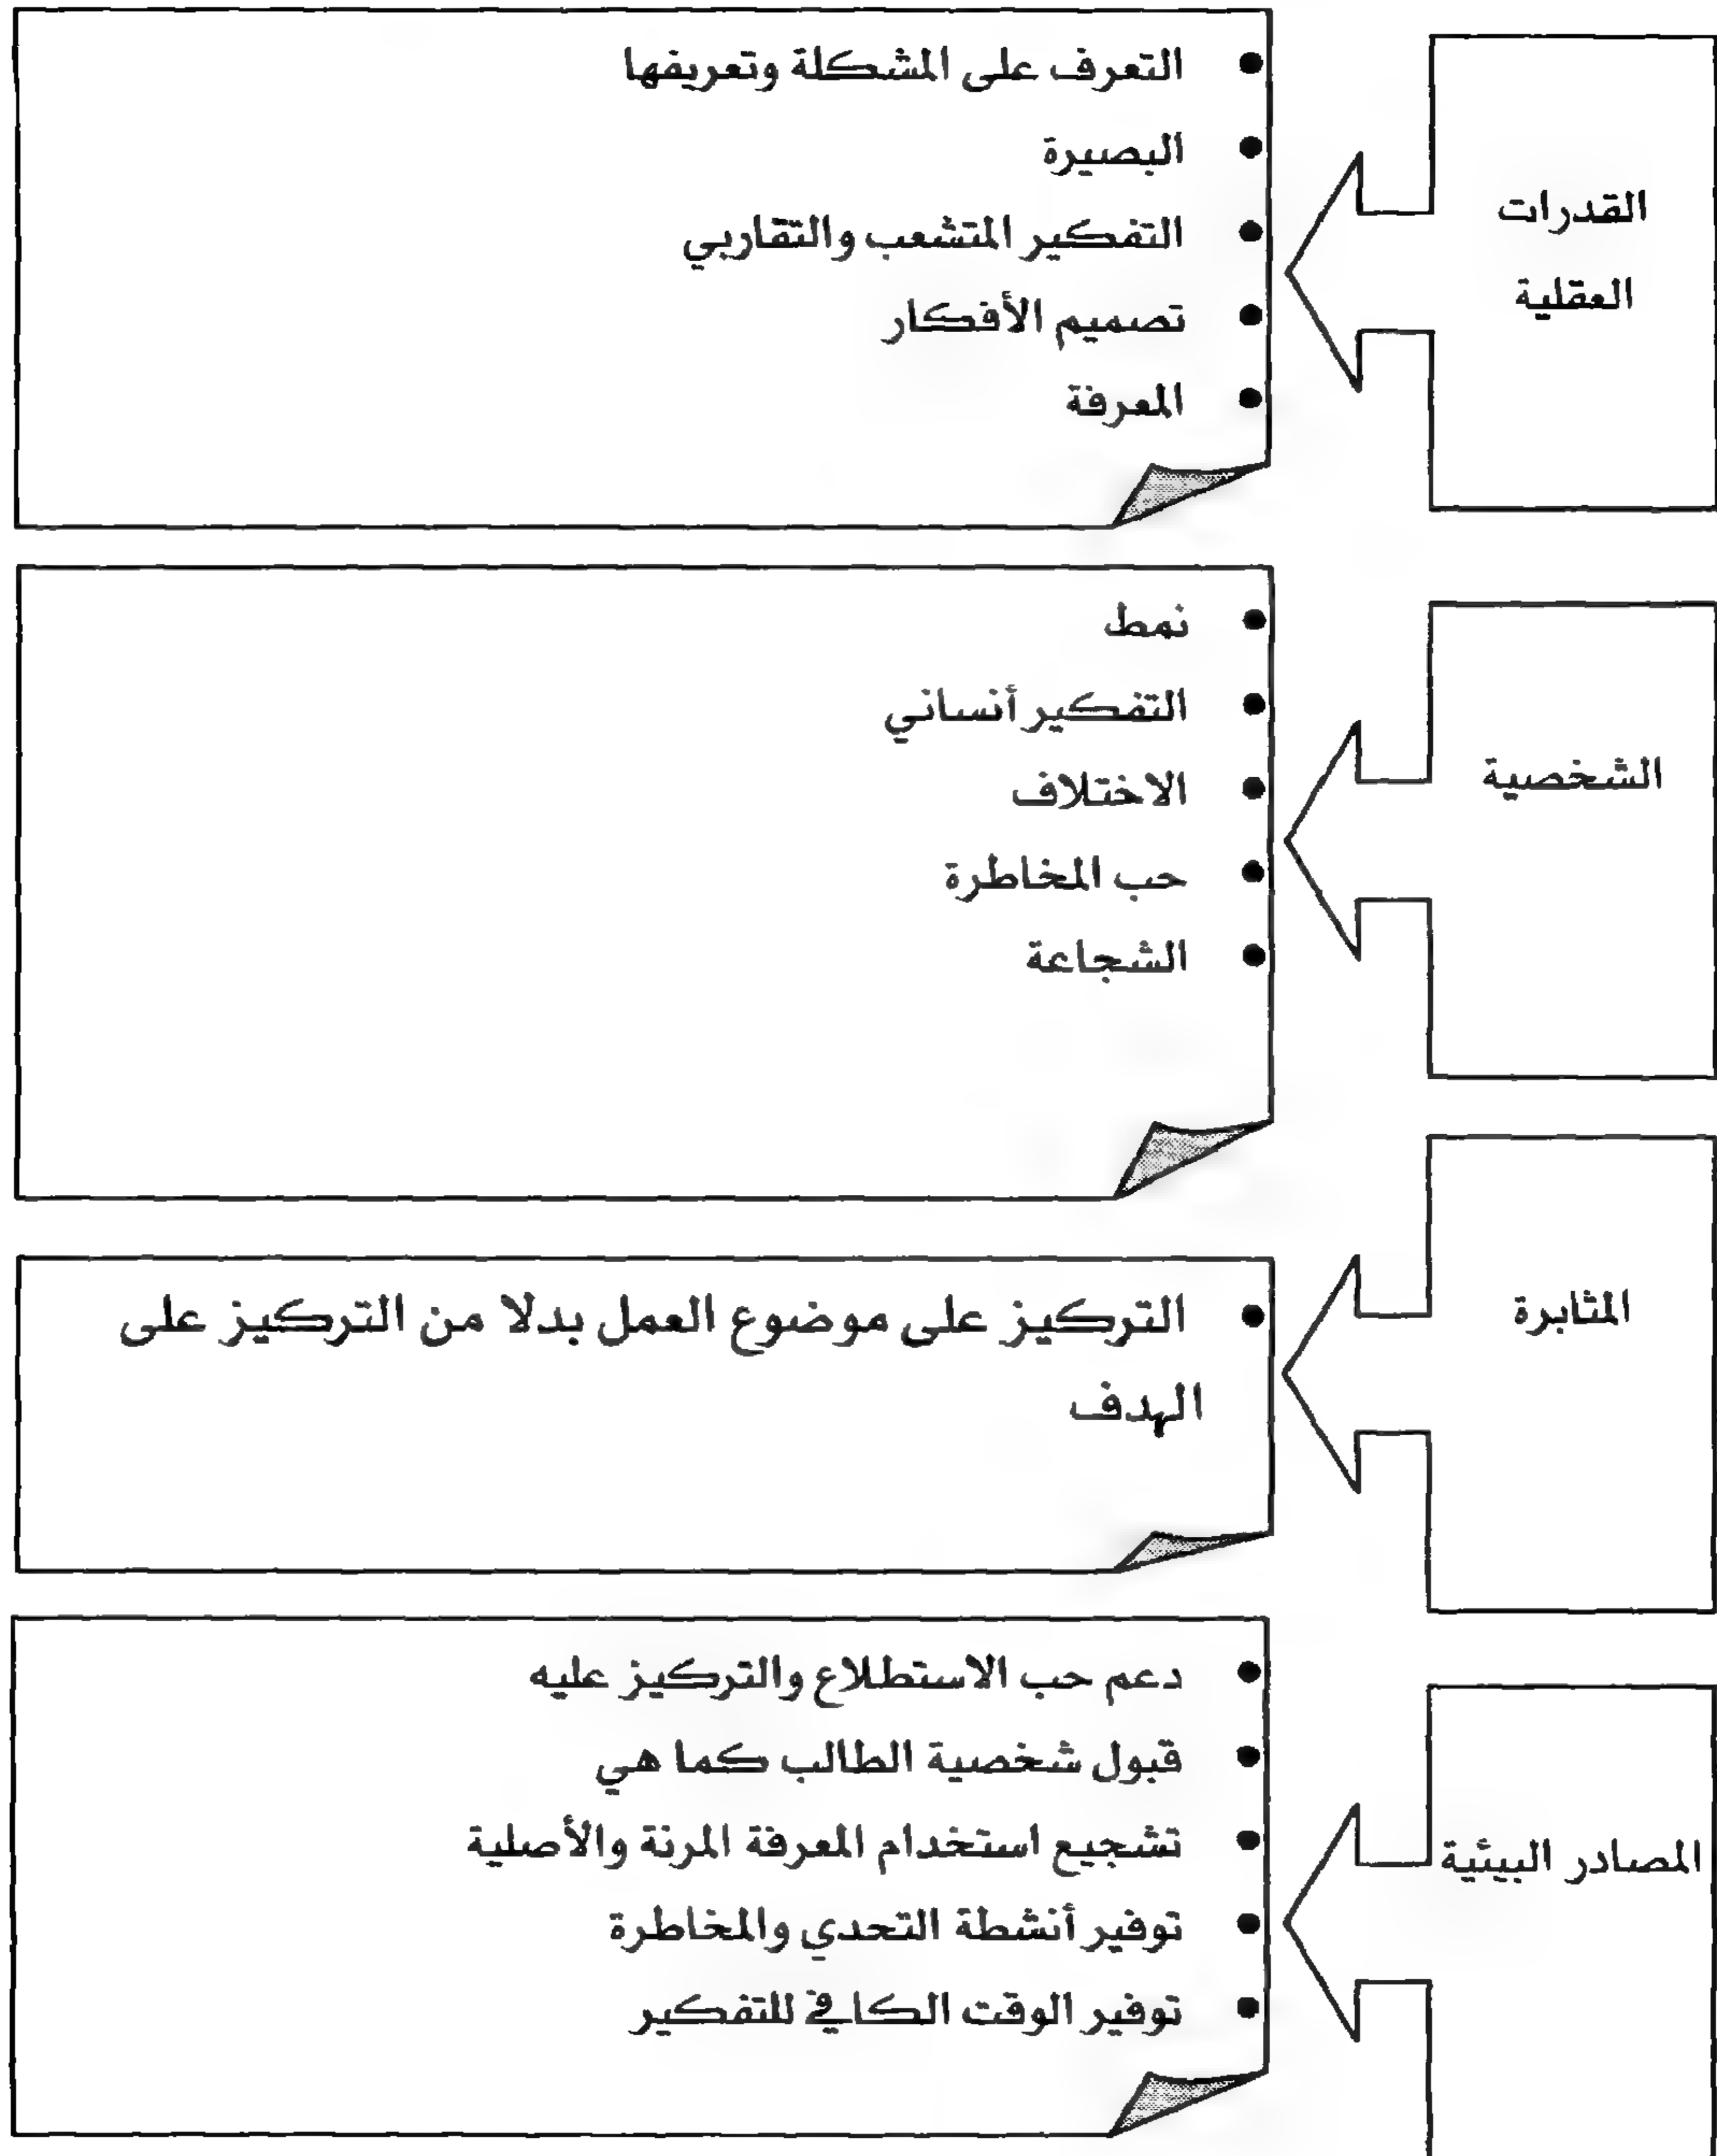 القدرات
العقلية
• التعرف على المشكلة وتعريفها
• البصيرة
• التفكير المتشعب والتقاربي
• تصميم الأفكار
• المعرفة
الشخصية
• نمط
• التفكير أنساني
• الاختلاف
• حب المخاطرة
• الشجاعة
المثابرة
• التركيز على موضوع العمل بدلا من التركيز على
الهدف
المصادر البيئية
• دعم حب الاستطلاع والتركيز عليه
• قبول شخصية الطالب كما هي
• تشجيع استخدام المعرفة المرنة والأصلية
• توفير أنشطة التحدي والمخاطرة
• توفير الوقت الكافي للتفكير